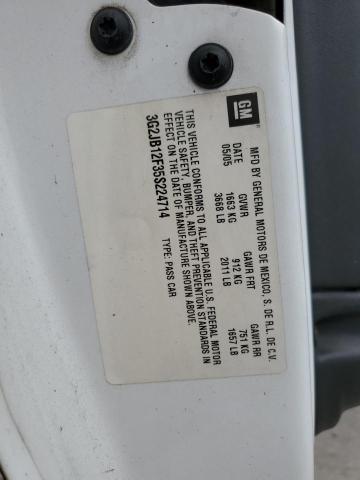 GM
MFD BY GENERAL MOTORS DE MEXICO, S. DE R.L. DE C.V.
DATE GVWR GAWR FRT GAWR RR
05/05 1663 KG 912 KG 751 KG
3668 LB 2011 LB 1657 LB
THIS VEHICLE CONFORMS TO ALL APPLICABLE U.S. FEDERAL MOTOR
VEHICLE SAFETY, BUMPER, AND THEFT PREVENTION STANDARDS IN
EFFECT ON THE DATE OF MANUFACTURE SHOWN ABOVE.
3G2JB12F35S224714 TYPE: PASS CAR